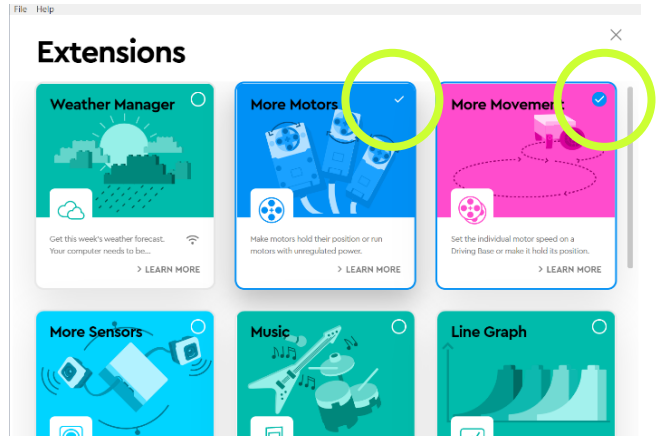 File Help
Extensions
Weather Manager
More Motors
More Movement
Get this week's weather forecast.
Your computer needs to be...
> LEARN MORE
Make motors hold their position or run
motors with unregulated power.
> LEARN MORE
Set the individual motor speed on a
Driving Base or make it hold its position.
> LEARN MORE
More Sensors
Music
Line Graph